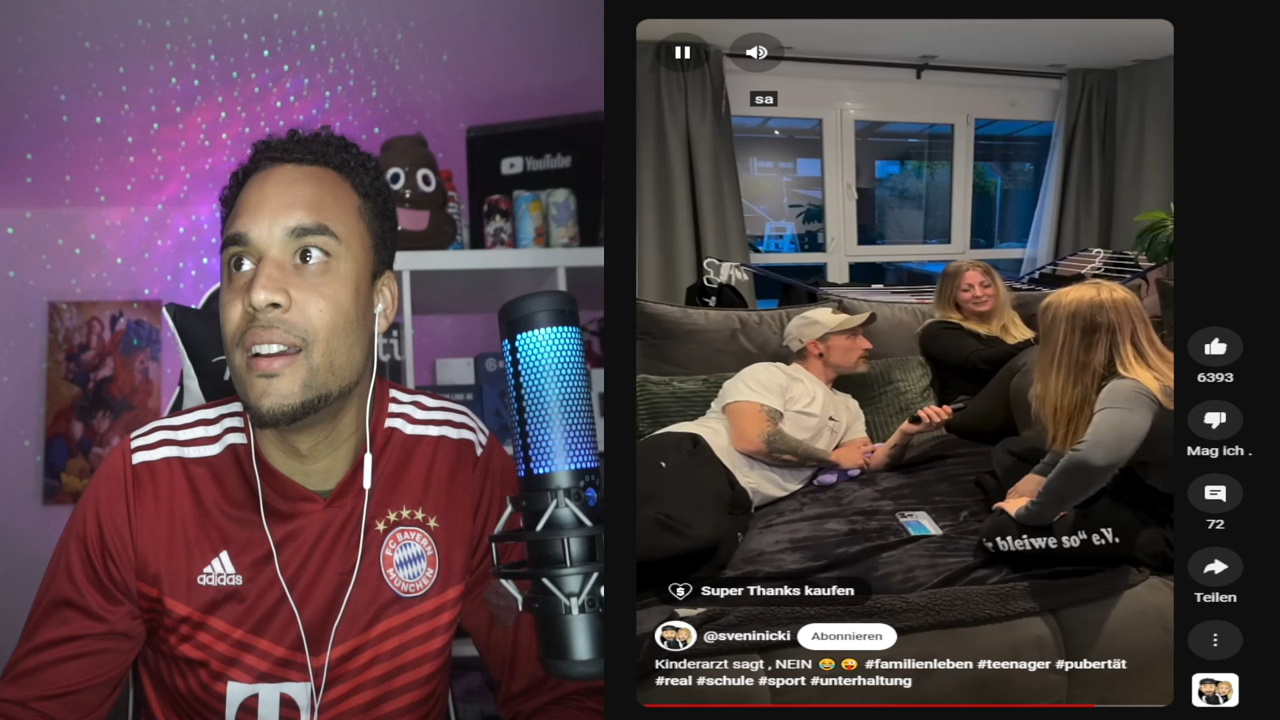 YouTube
ti
adidas
FC BAYERN
MÜNCHEN
T
sa
"e bleiwe so" e.V.
Super Thanks kaufen
@sveninicki Abonnieren
Kinderarzt sagt , NEIN 😂 😜 #familienleben #teenager #pubertät
#real #schule #sport #unterhaltung
6393
Mag ich .
72
Teilen